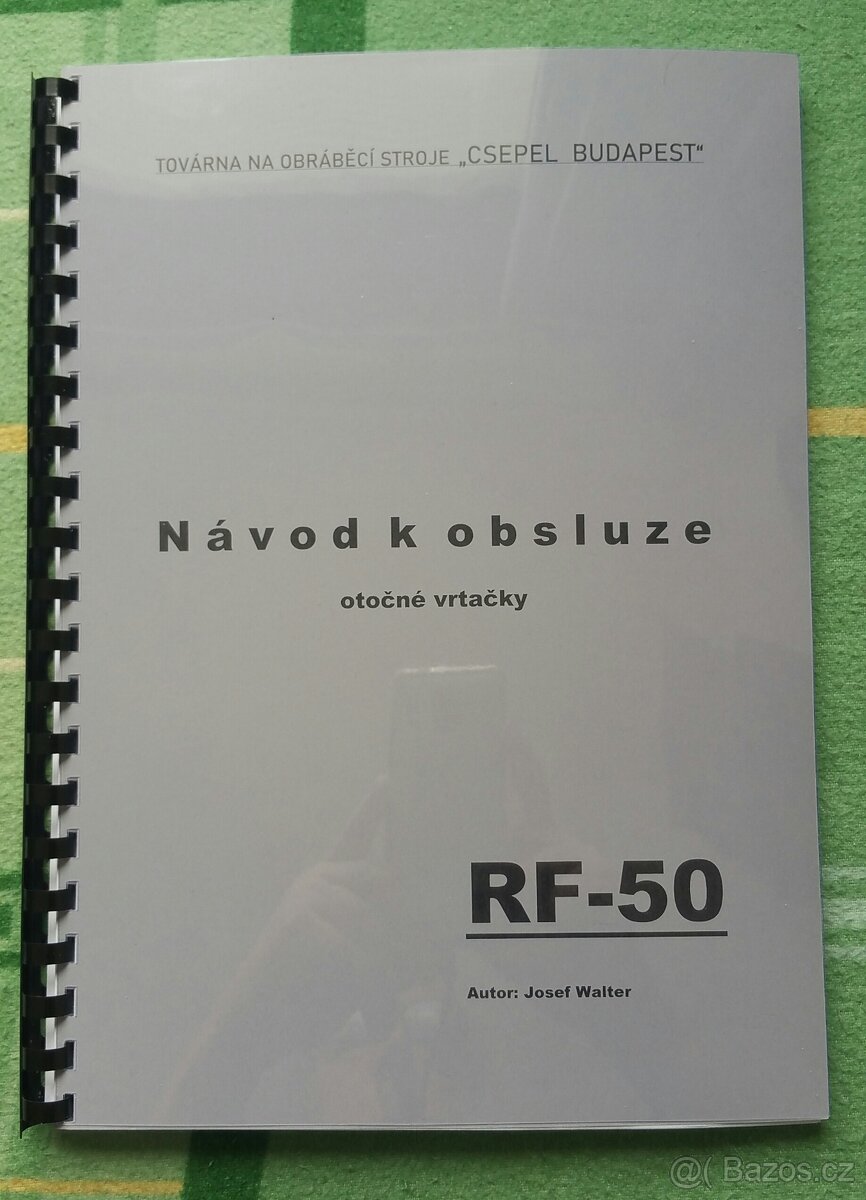 TOVÁRNA NA OBRÁBĚCÍ STROJE „CSEPEL BUDAPEST“
Návod k obsluze
otočné vrtačky
RF-50
Autor: Josef Walter
@( Bazos.cz